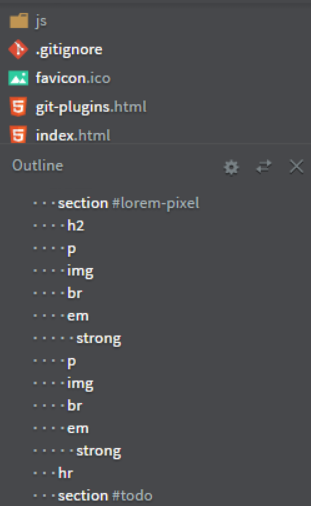 js
.gitignore
favicon.ico
git-plugins.html
index.html
Outline
···section #lorem-pixel
····h2
····p
····img
····br
····em
·····strong
····p
····img
····br
····em
·····strong
···hr
···section #todo